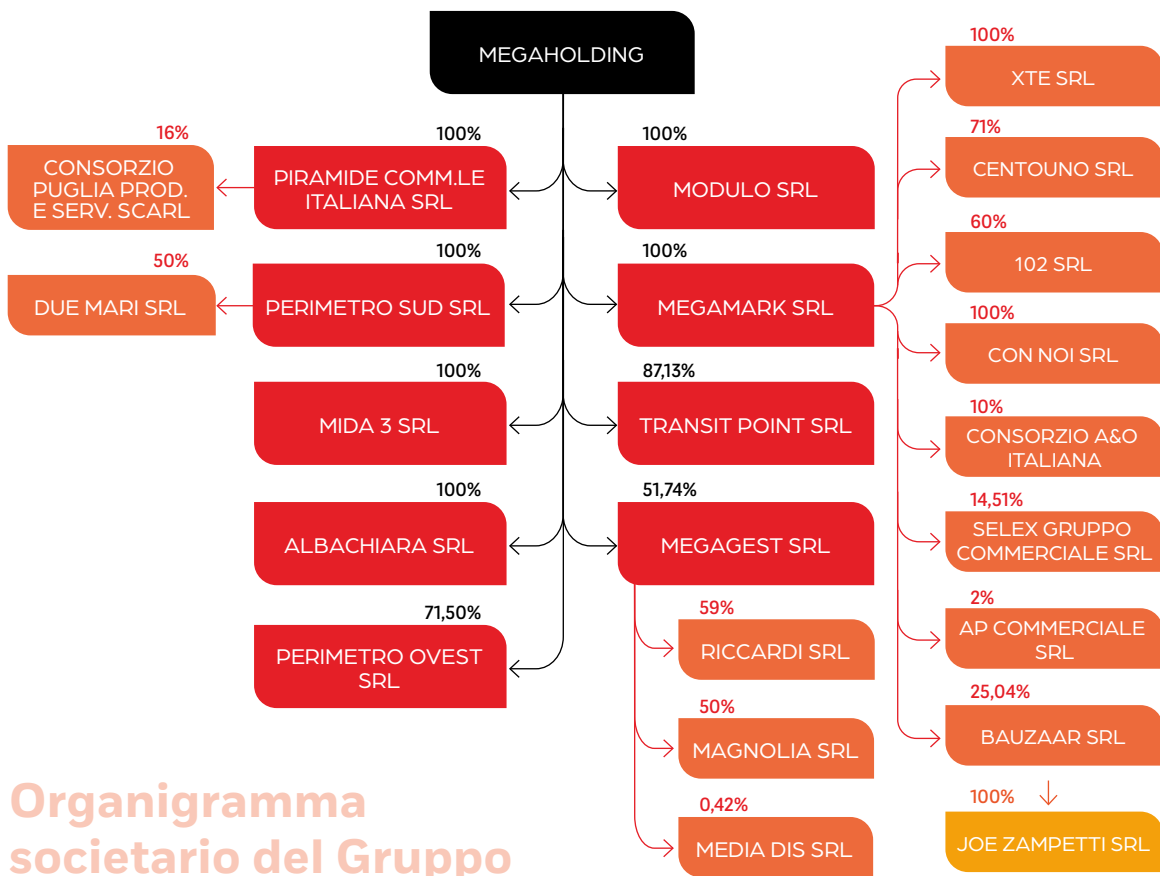 MEGAHOLDING
16%
CONSORZIO
PUGLIA PROD.
E SERV. SCARL
100%
PIRAMIDE COMM.LE
ITALIANA SRL
50%
DUE MARI SRL
100%
PERIMETRO SUD SRL
100%
MIDA 3 SRL
100%
ALBACHIARA SRL
71,50%
PERIMETRO OVEST
SRL
100%
MODULO SRL
100%
MEGAMARK SRL
87,13%
TRANSIT POINT SRL
51,74%
MEGAGEST SRL
59%
RICCARDI SRL
50%
MAGNOLIA SRL
0,42%
MEDIA DIS SRL
100%
XTE SRL
71%
CENTOUNO SRL
60%
102 SRL
100%
CON NOI SRL
10%
CONSORZIO A&O
ITALIANA
14,51%
SELEX GRUPPO
COMMERCIALE SRL
2%
AP COMMERCIALE
SRL
25,04%
BAUZAAR SRL
100%
JOE ZAMPETTI SRL
Organigramma
societario del Gruppo